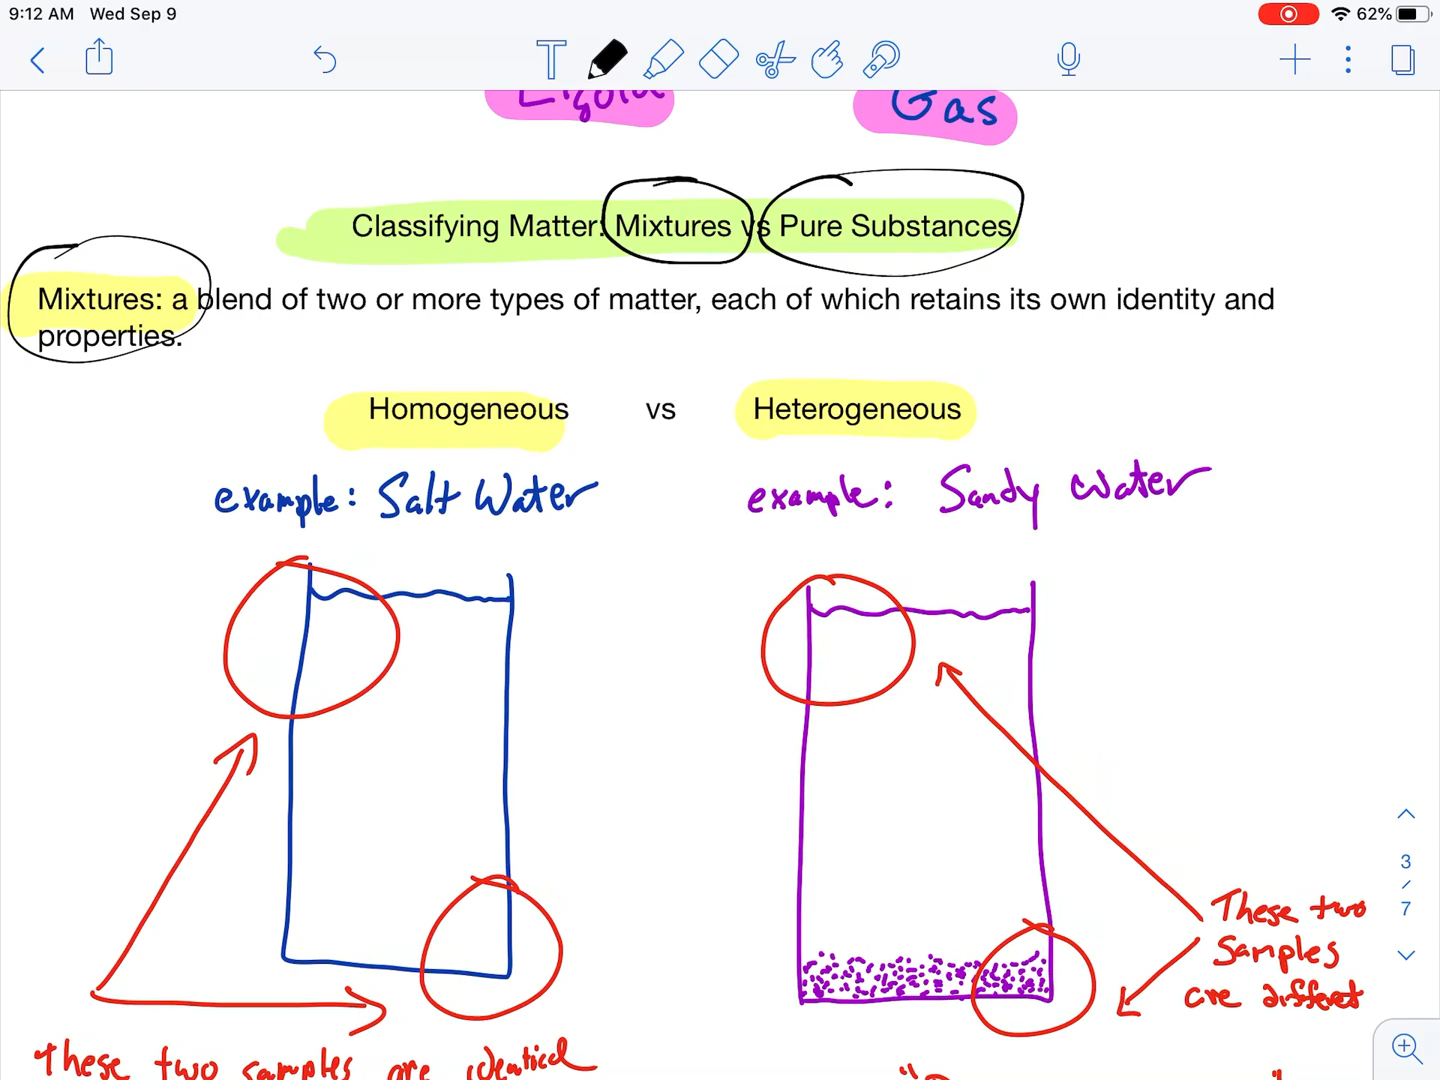 9:12 AM Wed Sep 9
62%
T
Liquid Gas
Classifying Matter: Mixtures vs Pure Substances
Mixtures: a blend of two or more types of matter, each of which retains its own identity and
properties.
Homogeneous vs Heterogeneous
example: Salt Water
example: Sandy Water
3
/
7
These two
Samples
are differet
These two samples are identical